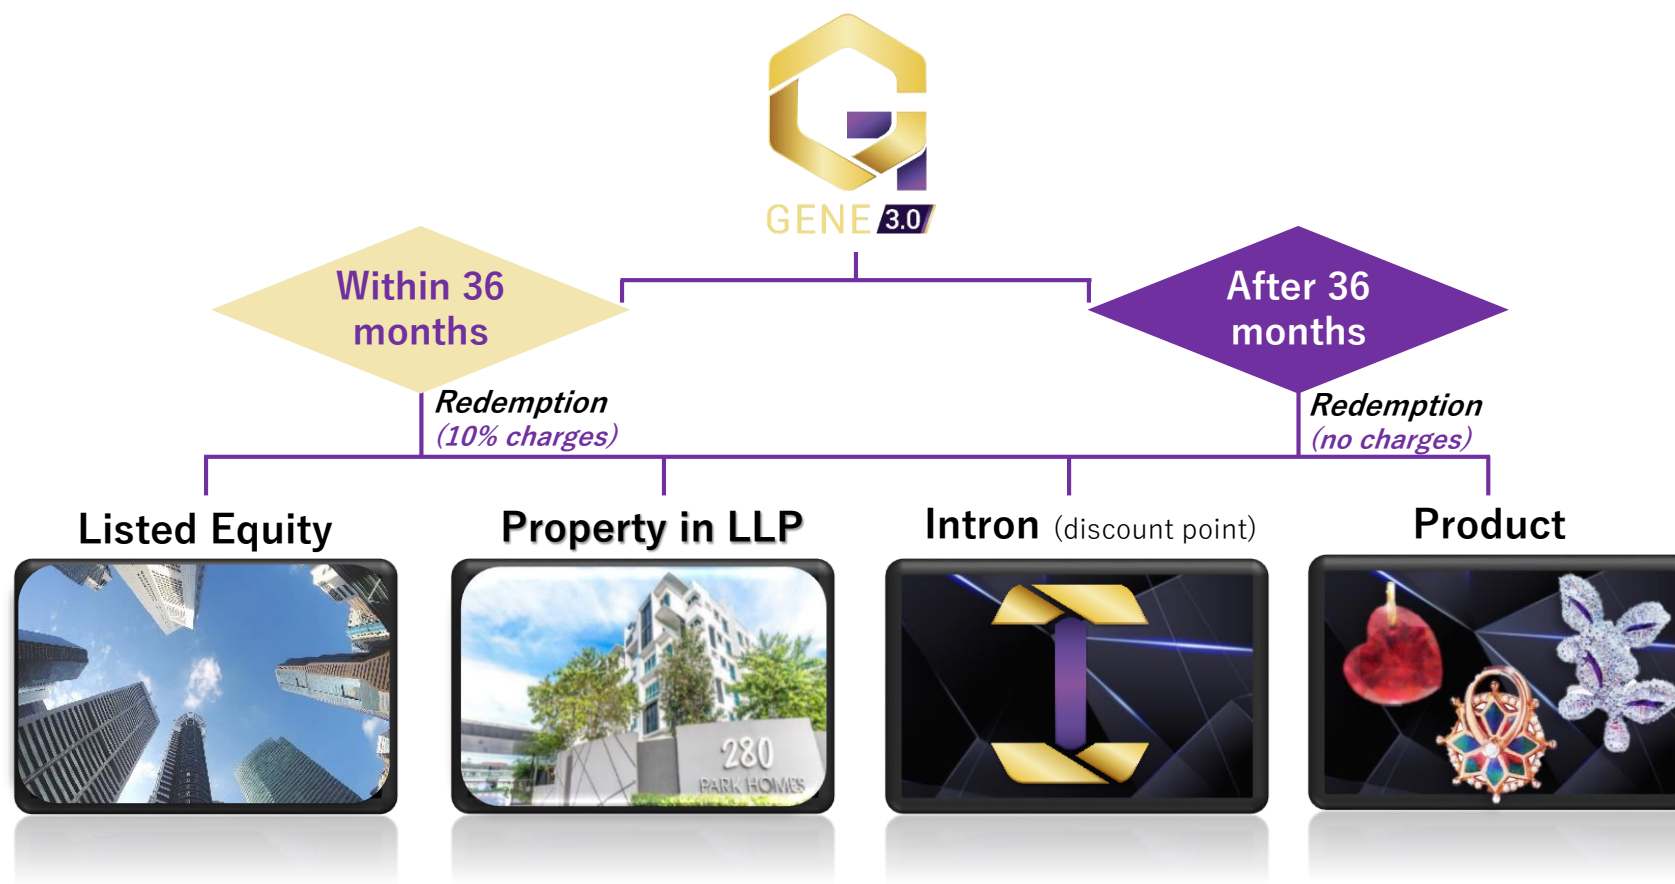 GENE 3.0
Within 36
months
After 36
months
Redemption
(10% charges)
Redemption
(no charges)
Listed Equity
Property in LLP
Intron (discount point)
Product
280
PARK HOMES